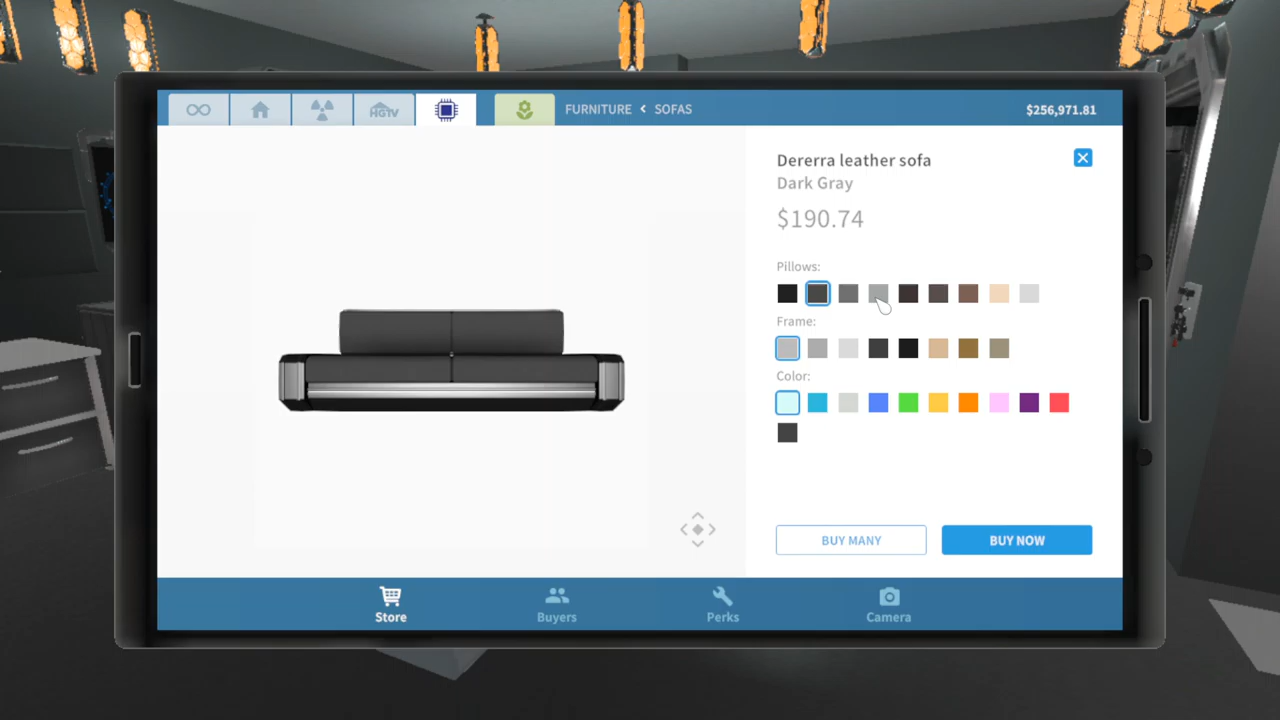 HGTV
FURNITURE < SOFAS
$256,971.81
Dererra leather sofa
Dark Gray
$190.74
Pillows:
Frame:
Color:
BUY MANY
BUY NOW
Store
Buyers
Perks
Camera